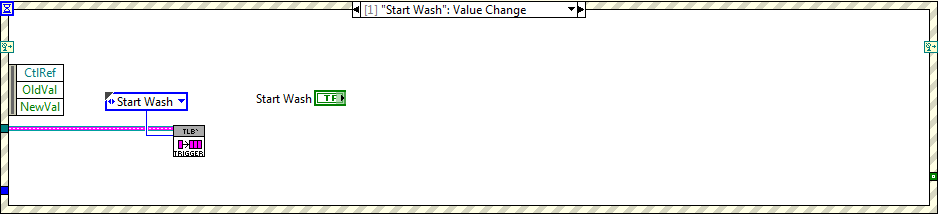 [1] "Start Wash": Value Change
CtlRef
OldVal
NewVal
Start Wash
Start Wash
TF
TLB`
TRIGGER